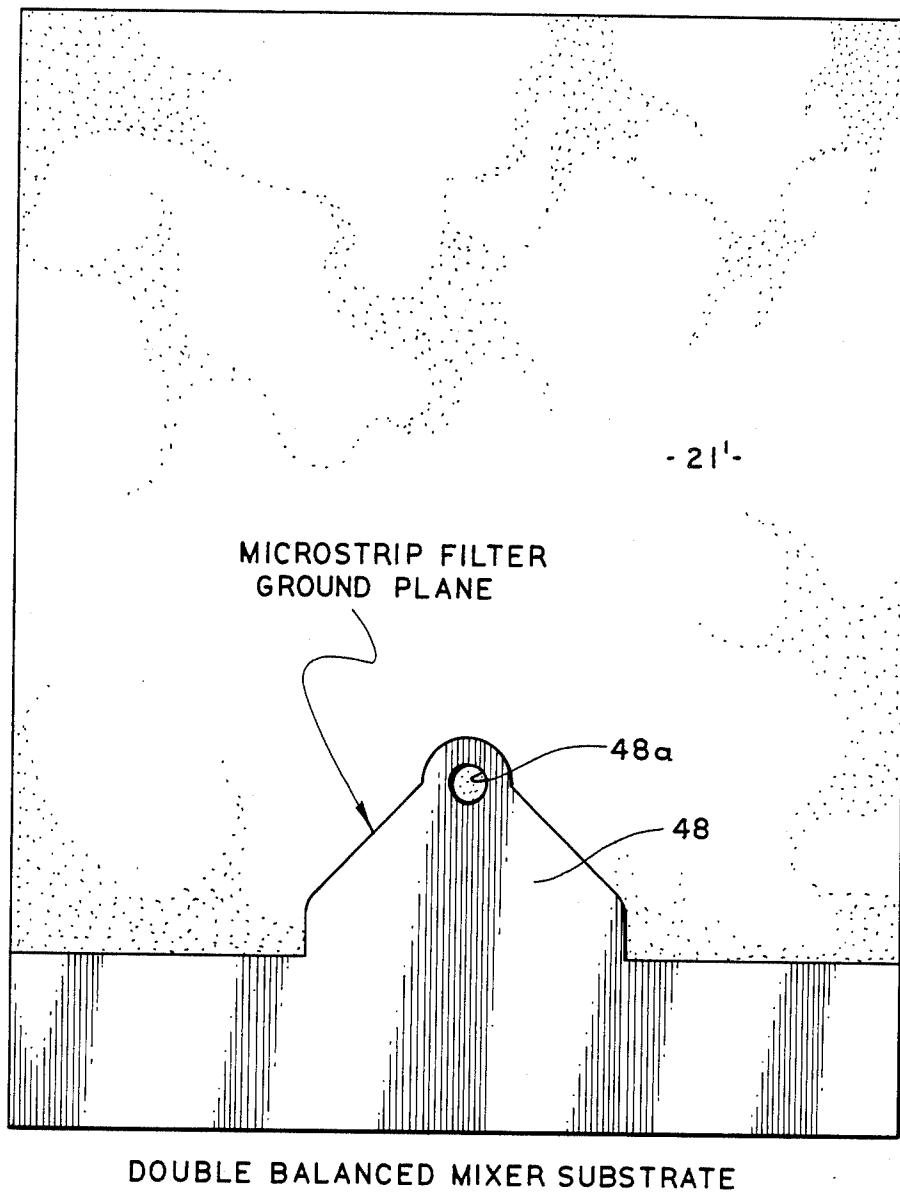 - 21' -
MICROSTRIP FILTER
GROUND PLANE
48a
48
DOUBLE BALANCED MIXER SUBSTRATE